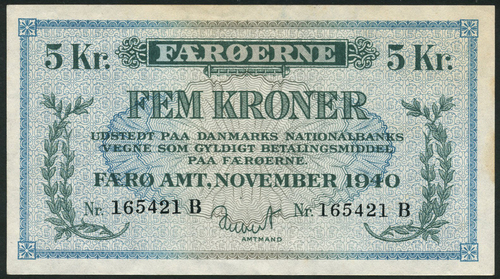 5 Kr. FÆRØERNE 5 Kr.
FEM KRONER
UDSTEDT PAA DANMARKS NATIONALBANKS
VEGNE SOM GYLDIGT BETALINGSMIDDEL
PAA FÆRØERNE.
FÆRØ AMT, NOVEMBER 1940
Nr. 165421 B Nr. 165421 B
AMTMAND